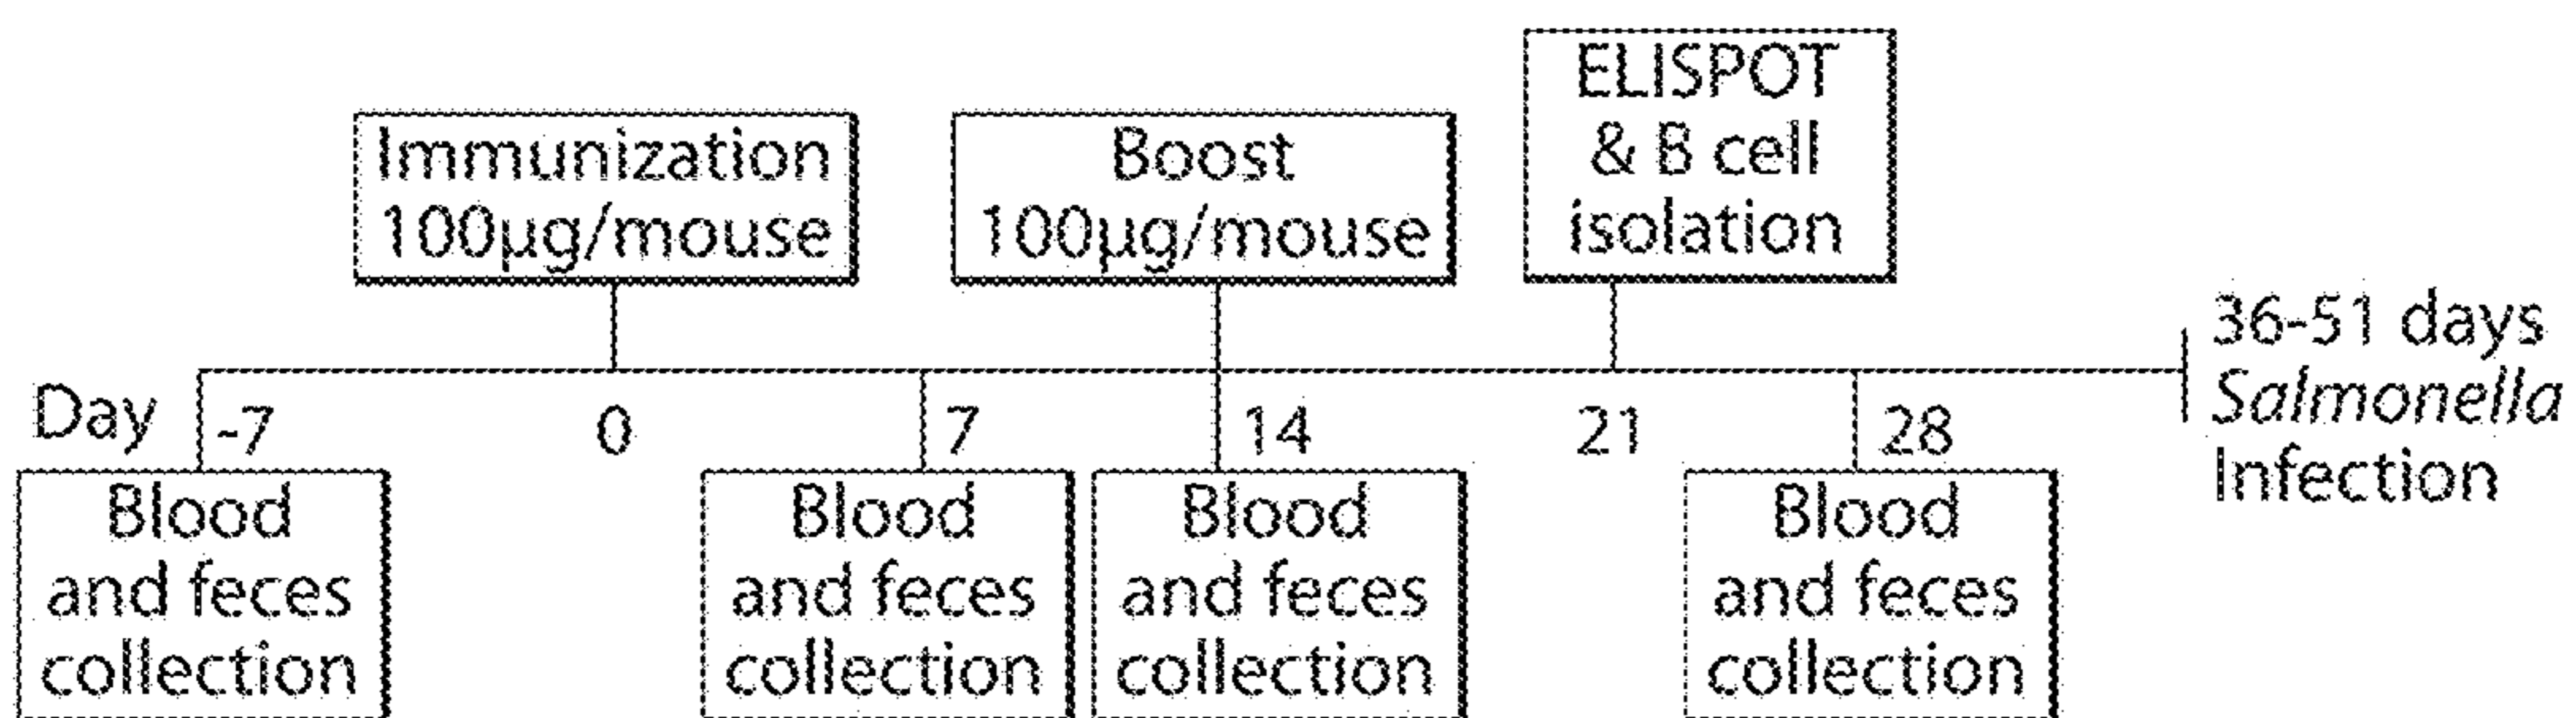 Immunization
100µg/mouse
Boost
100µg/mouse
ELISPOT
& B cell
isolation
36-51 days
Salmonella
Infection
Day -7 0 7 14 21 28
Blood
and feces
collection
Blood
and feces
collection
Blood
and feces
collection
Blood
and feces
collection